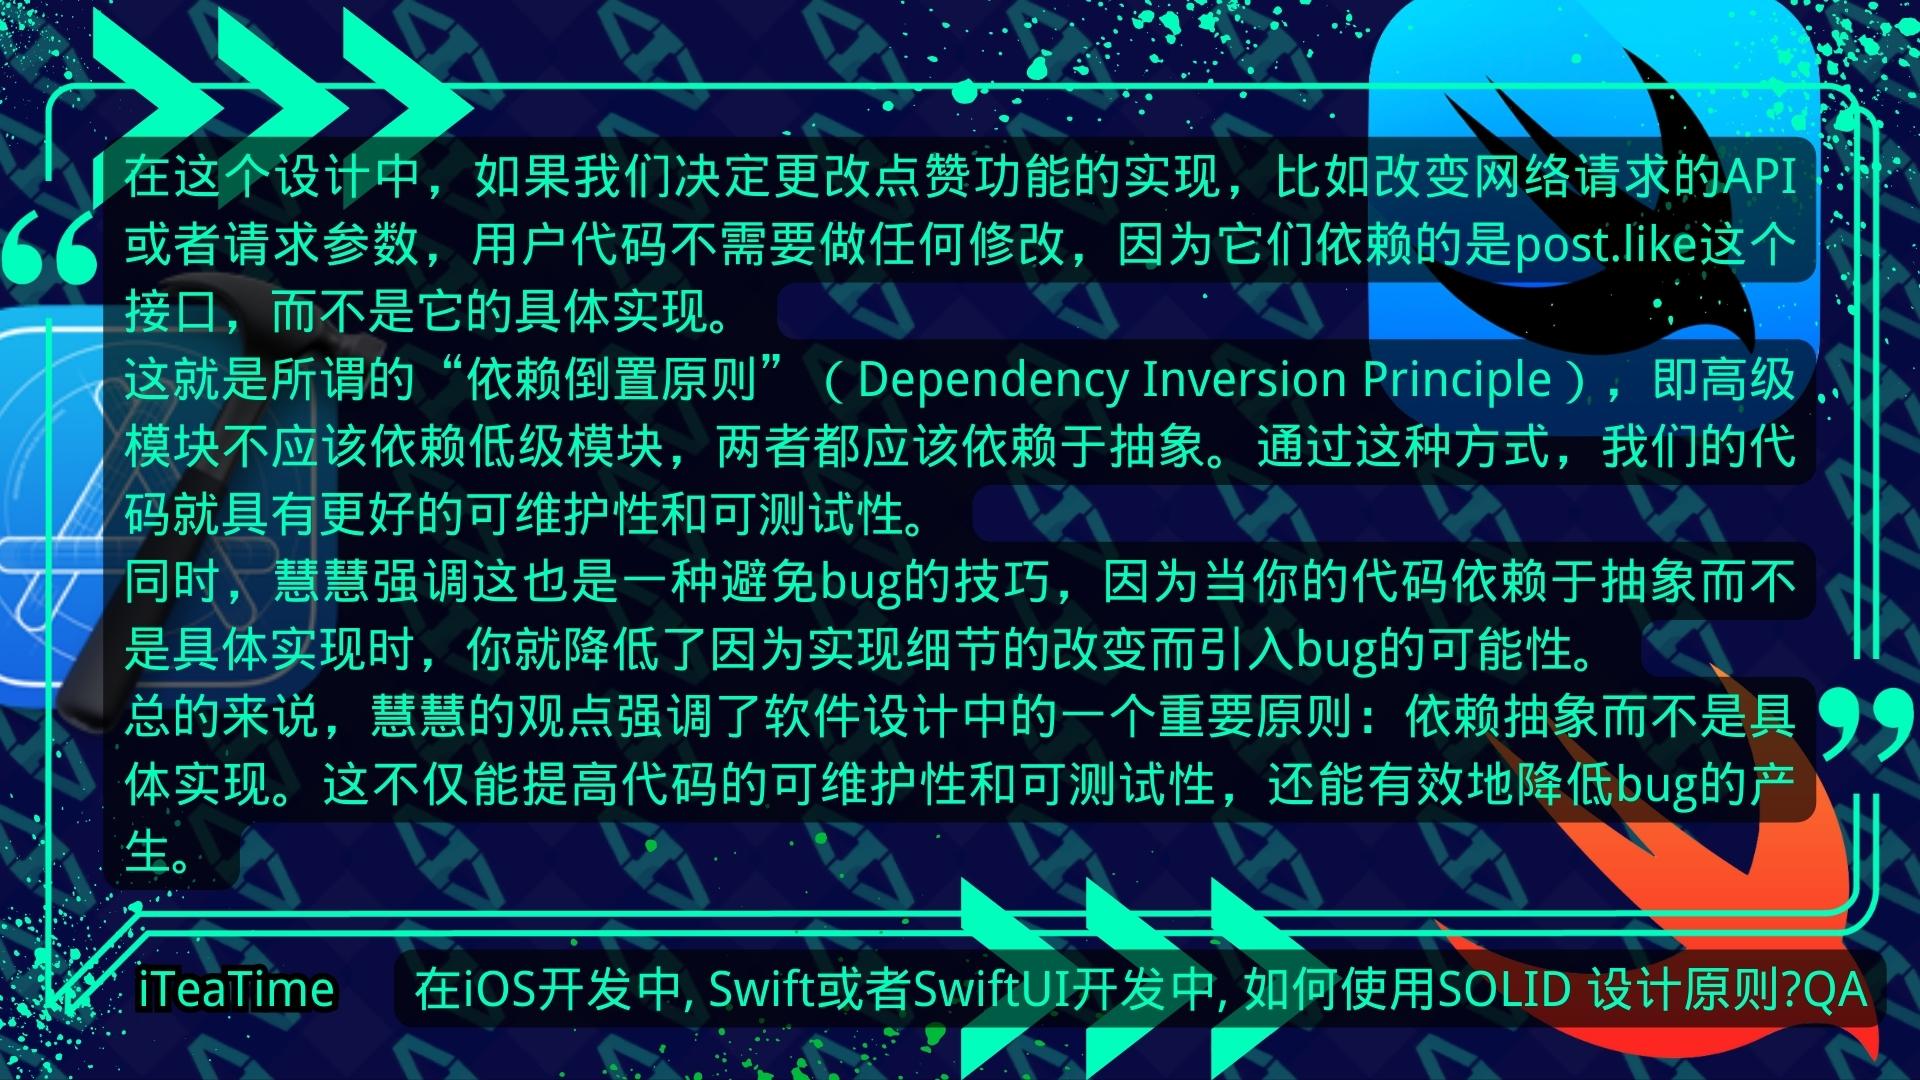 在这个设计中，如果我们决定更改点赞功能的实现，比如改变网络请求的API
或者请求参数，用户代码不需要做任何修改，因为它们依赖的是post.like这个
接口，而不是它的具体实现。
这就是所谓的“依赖倒置原则”（Dependency Inversion Principle），即高级
模块不应该依赖低级模块，两者都应该依赖于抽象。通过这种方式，我们的代
码就具有更好的可维护性和可测试性。
同时，慧慧强调这也是一种避免bug的技巧，因为当你的代码依赖于抽象而不
是具体实现时，你就降低了因为实现细节的改变而引入bug的可能性。
总的来说，慧慧的观点强调了软件设计中的一个重要原则：依赖抽象而不是具
体实现。这不仅能提高代码的可维护性和可测试性，还能有效地降低bug的产
生。
iTeaTime
在iOS开发中, Swift或者SwiftUI开发中, 如何使用SOLID 设计原则?QA